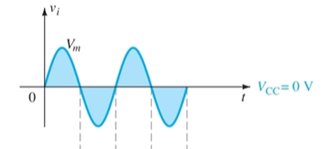 v_i
V_m
0
t
V_CC = 0 V